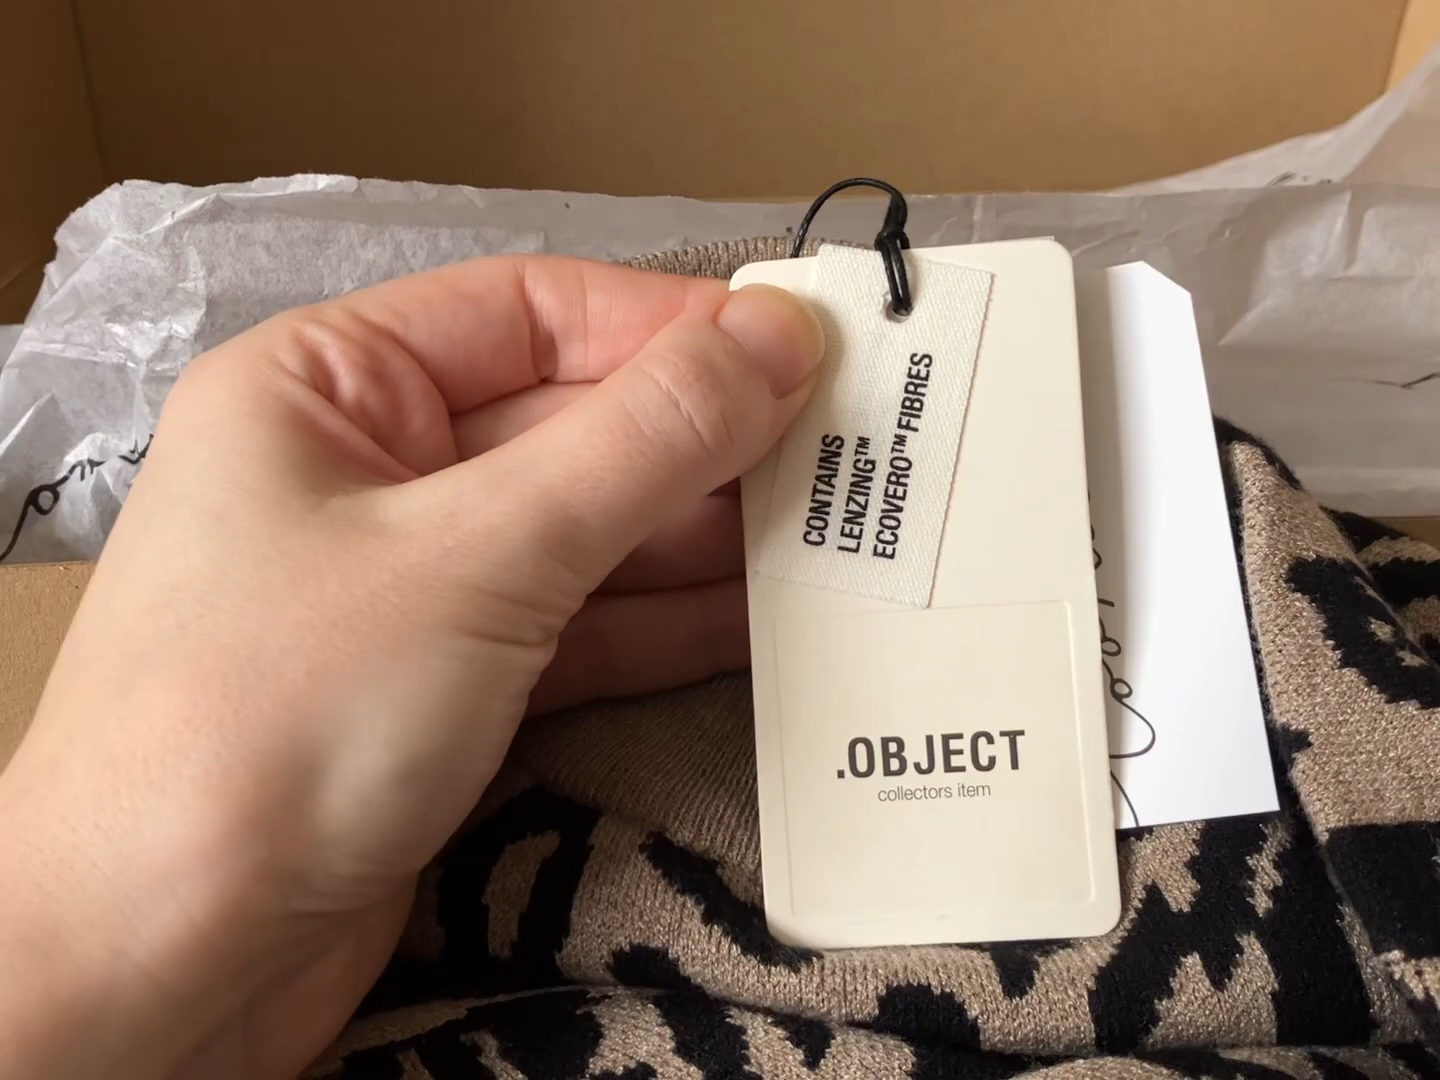 CONTAINS
LENZING™
ECOVERO™ FIBRES
.OBJECT
collectors item